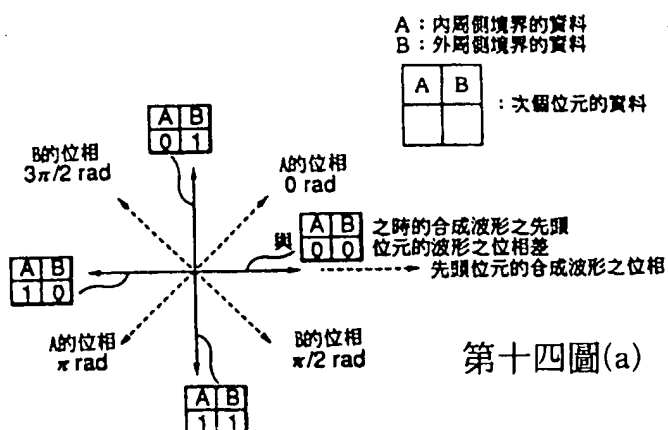 A：內周側境界的資料
B：外周側境界的資料
A B
：次個位元的資料
A B
0 1
B的位相
3π/2 rad
A的位相
0 rad
與
A B
0 0
之時的合成波形之先頭
位元的波形之位相差
先頭位元的合成波形之位相
A B
1 0
A的位相
π rad
B的位相
π/2 rad
A B
1 1
第十四圖(a)